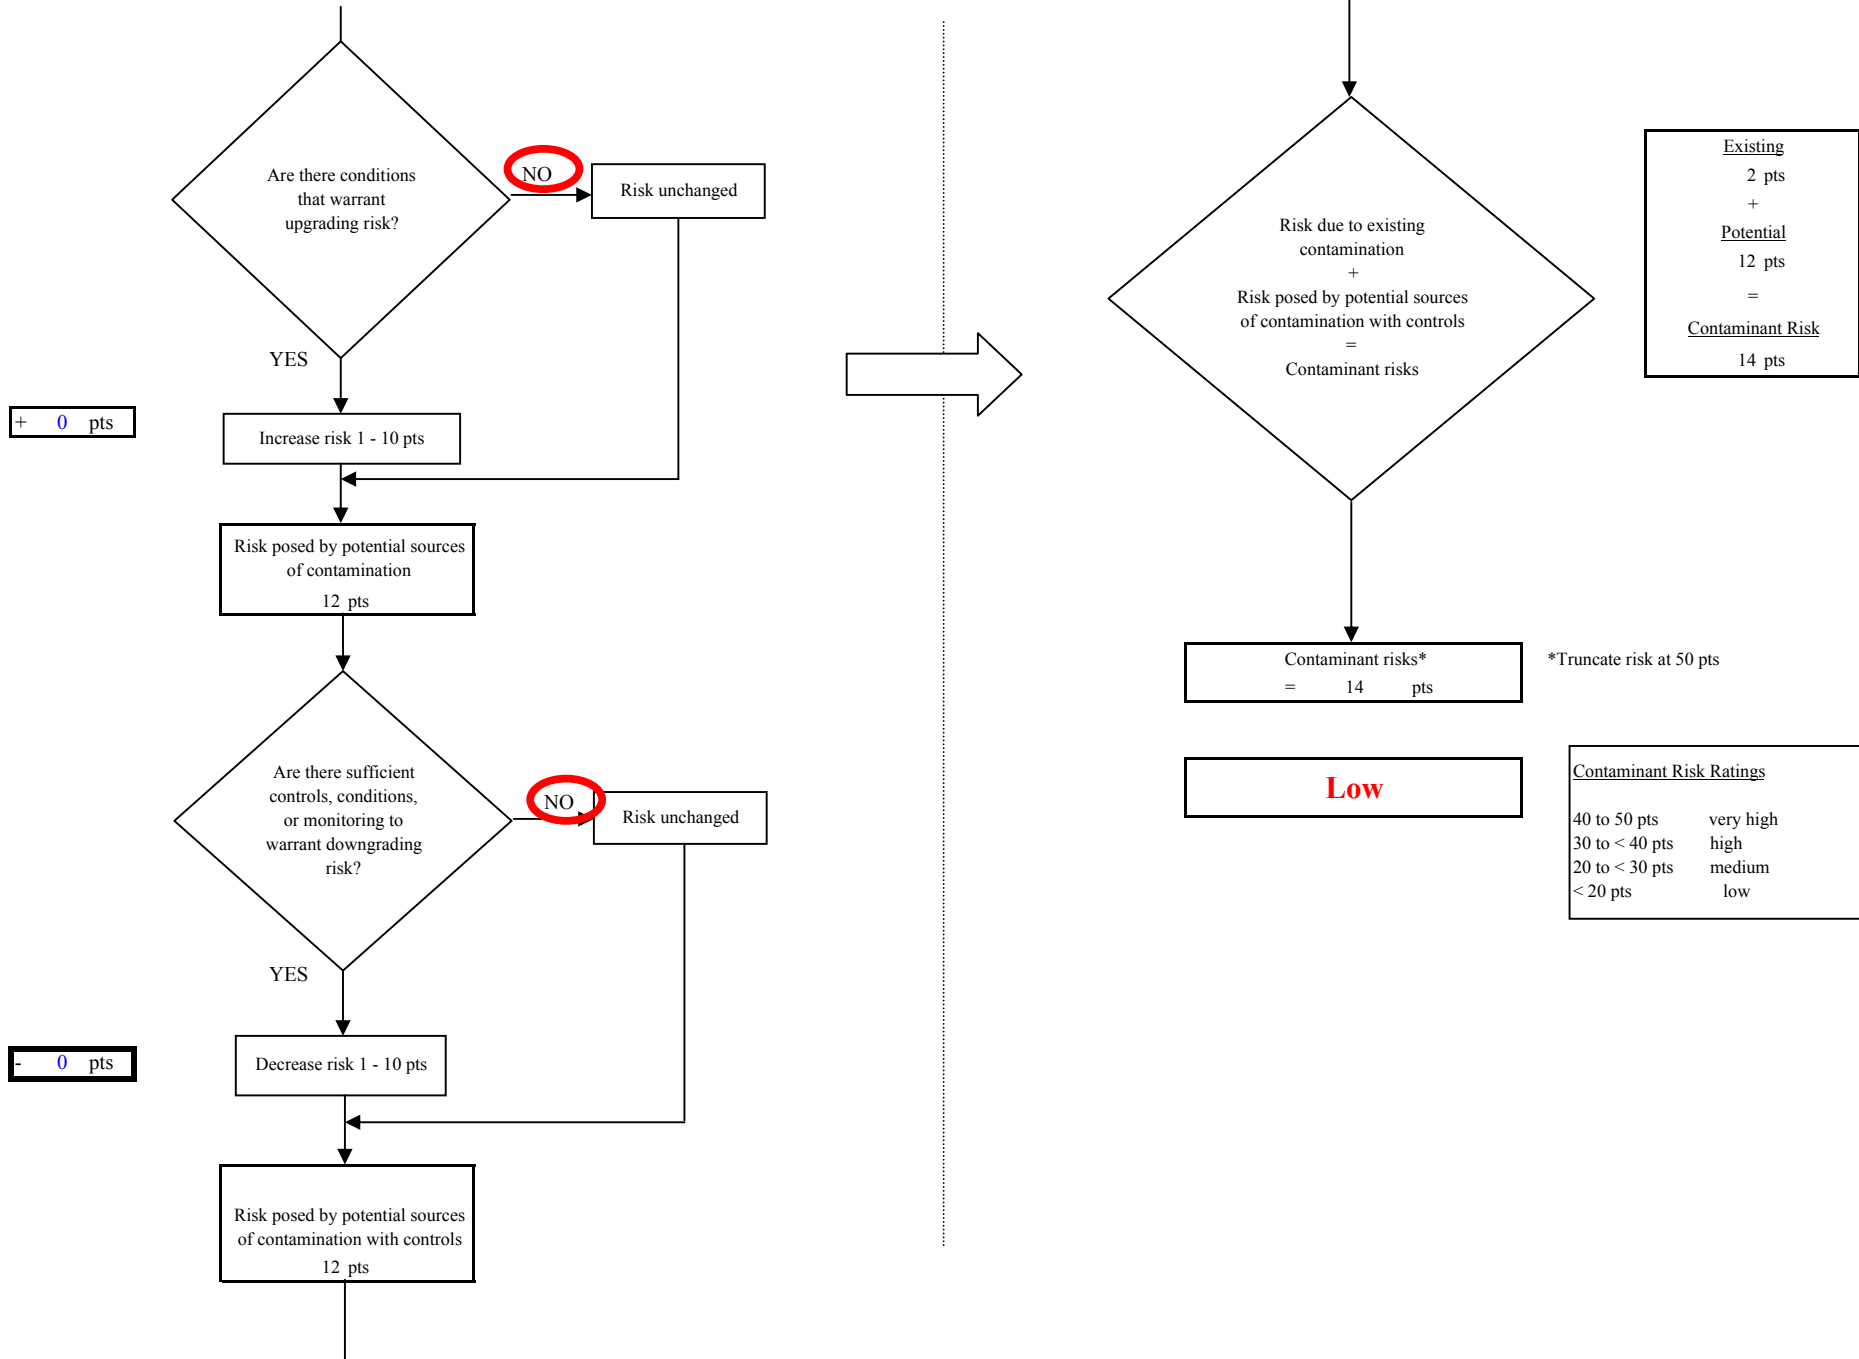 Are there conditions
that warrant
upgrading risk?
NO
Risk unchanged
YES
+ 0 pts
Increase risk 1 - 10 pts
Risk posed by potential sources
of contamination
12 pts
Are there sufficient
controls, conditions,
or monitoring to
warrant downgrading
risk?
NO
Risk unchanged
YES
- 0 pts
Decrease risk 1 - 10 pts
Risk posed by potential sources
of contamination with controls
12 pts
Risk due to existing
contamination
+
Risk posed by potential sources
of contamination with controls
=
Contaminant risks
Existing
2 pts
+
Potential
12 pts
=
Contaminant Risk
14 pts
Contaminant risks*
= 14 pts
*Truncate risk at 50 pts
Low
Contaminant Risk Ratings
40 to 50 pts very high
30 to < 40 pts high
20 to < 30 pts medium
< 20 pts low